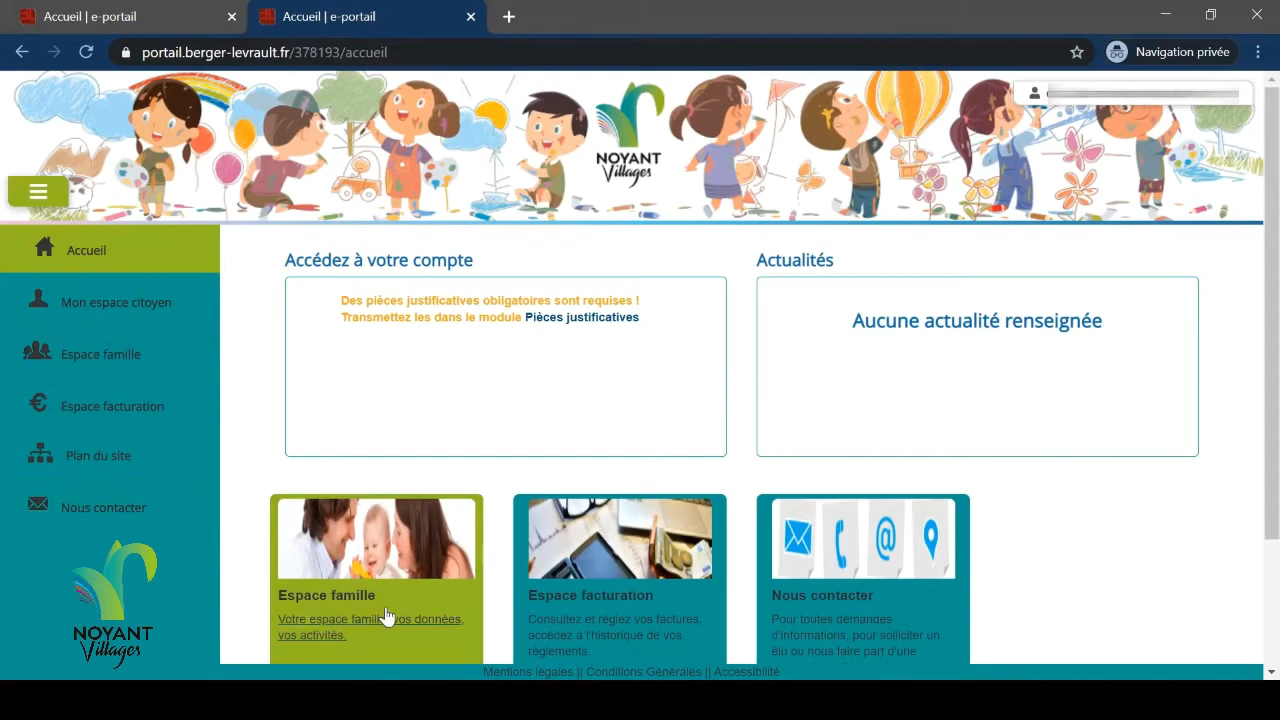 Accueil | e-portail
Accueil | e-portail
portail.berger-levrault.fr/378193/accueil
Navigation privée
NOYANT
Villages
Accueil
Mon espace citoyen
Espace famille
Espace facturation
Plan du site
Nous contacter
NOYANT
Villages
Accédez à votre compte
Des pièces justificatives obligatoires sont requises !
Transmettez les dans le module Pièces justificatives
Actualités
Aucune actualité renseignée
Espace famille
Votre espace famille vos données,
vos activités.
Espace facturation
Consultez et réglez vos factures,
accédez à l'historique de vos
règlements.
Nous contacter
Pour toutes demandes
d'informations, pour solliciter un
élu ou nous faire part d'une
Mentions légales || Conditions Générales || Accessibilité